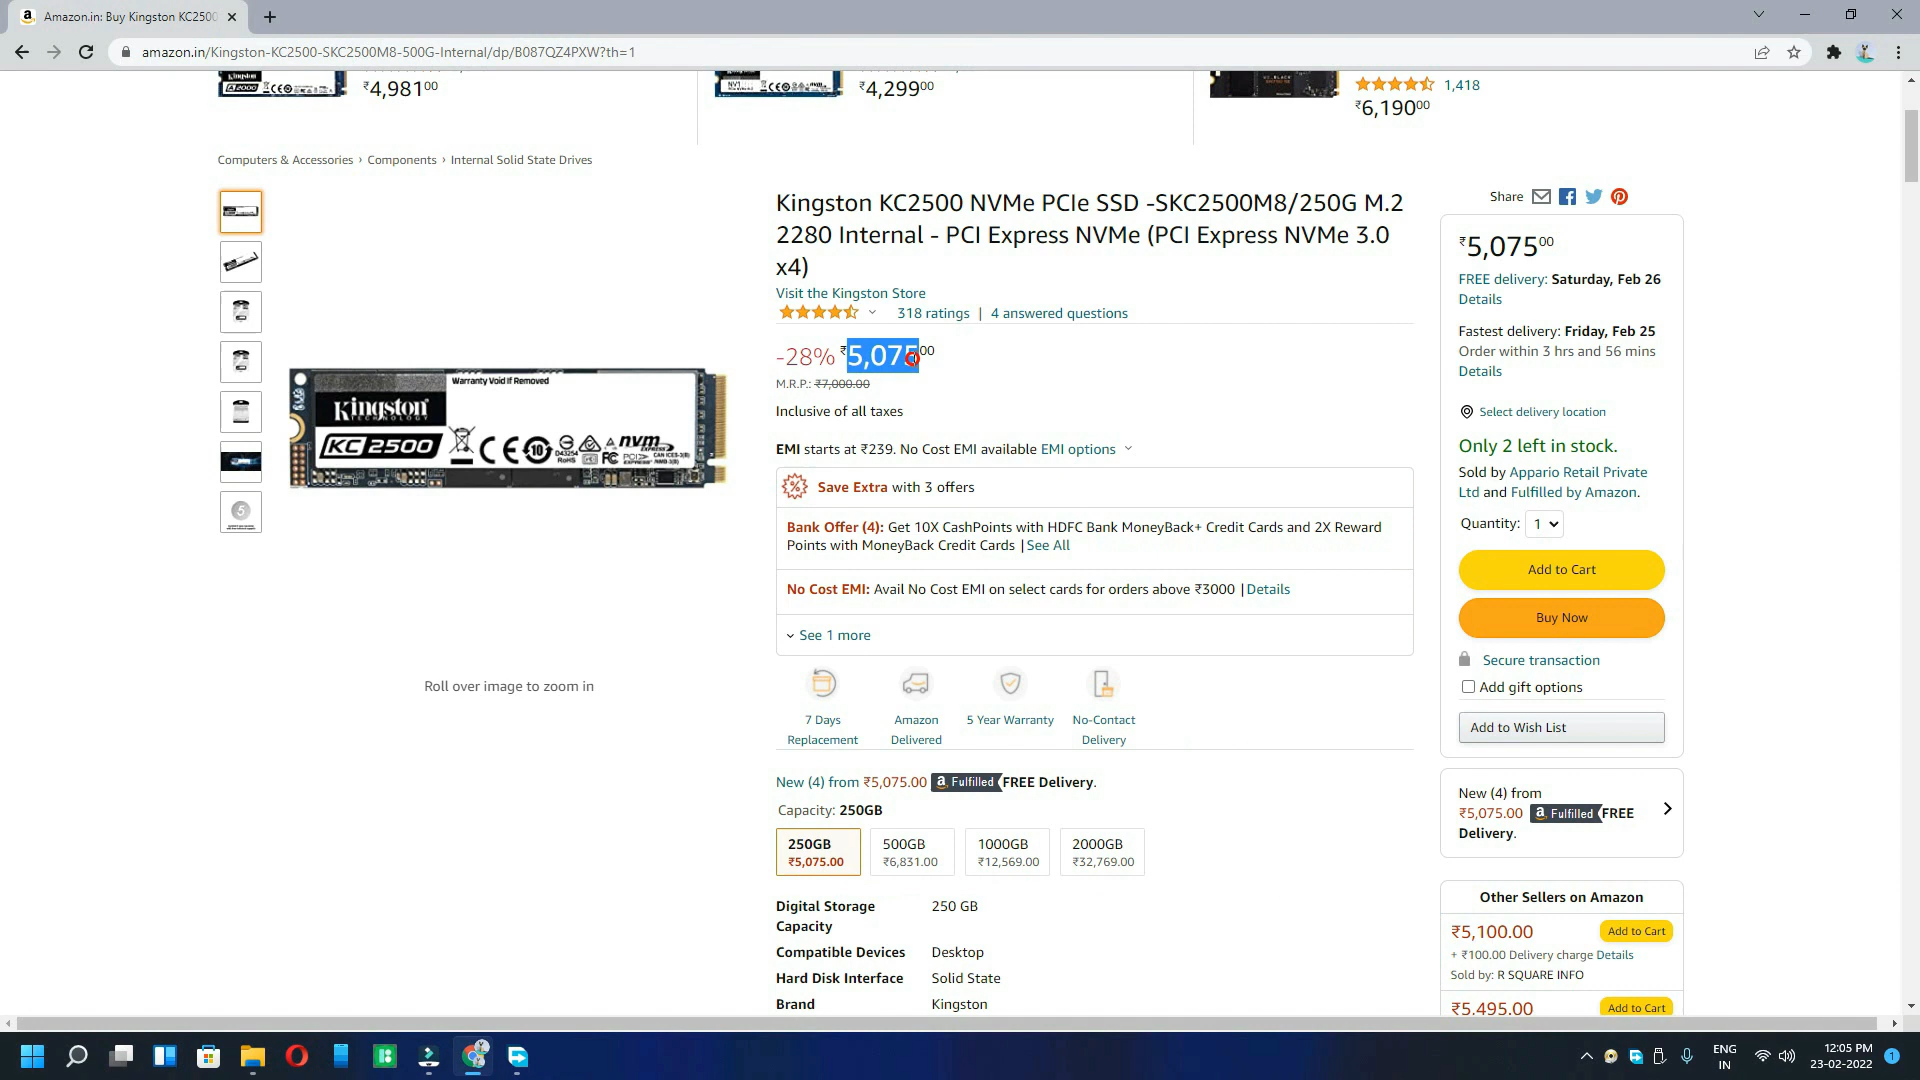 Amazon.in: Buy Kingston KC2500
amazon.in/Kingston-KC2500-SKC2500M8-500G-Internal/dp/B087QZ4PXW?th=1
₹4,98100
₹4,29900
1,418
₹6,19000
Computers & Accessories › Components › Internal Solid State Drives
Kingston KC2500 NVMe PCIe SSD -SKC2500M8/250G M.2
2280 Internal - PCI Express NVMe (PCI Express NVMe 3.0
x4)
Visit the Kingston Store
318 ratings | 4 answered questions
-28% ₹5,07500
M.R.P.: ₹7,000.00
Inclusive of all taxes
EMI starts at ₹239. No Cost EMI available EMI options
Save Extra with 3 offers
Bank Offer (4): Get 10X CashPoints with HDFC Bank MoneyBack+ Credit Cards and 2X Reward
Points with MoneyBack Credit Cards | See All
No Cost EMI: Avail No Cost EMI on select cards for orders above ₹3000 | Details
See 1 more
7 Days
Replacement
Amazon
Delivered
5 Year Warranty
No-Contact
Delivery
New (4) from ₹5,075.00 a Fulfilled FREE Delivery.
Capacity: 250GB
250GB
₹5,075.00
500GB
₹6,831.00
1000GB
₹12,569.00
2000GB
₹32,769.00
Digital Storage
Capacity
250 GB
Compatible Devices Desktop
Hard Disk Interface Solid State
Brand Kingston
Warranty Void If Removed
Kingston
TECHNOLOGY
KC2500
nvm
EXPRESS
Roll over image to zoom in
Share
₹5,07500
FREE delivery: Saturday, Feb 26
Details
Fastest delivery: Friday, Feb 25
Order within 3 hrs and 56 mins
Details
Select delivery location
Only 2 left in stock.
Sold by Appario Retail Private
Ltd and Fulfilled by Amazon.
Quantity: 1
Add to Cart
Buy Now
Secure transaction
Add gift options
Add to Wish List
New (4) from
₹5,075.00 a Fulfilled FREE
Delivery.
Other Sellers on Amazon
₹5,100.00 Add to Cart
+ ₹100.00 Delivery charge Details
Sold by: R SQUARE INFO
₹5,495.00 Add to Cart
ENG
IN
12:05 PM
23-02-2022
1